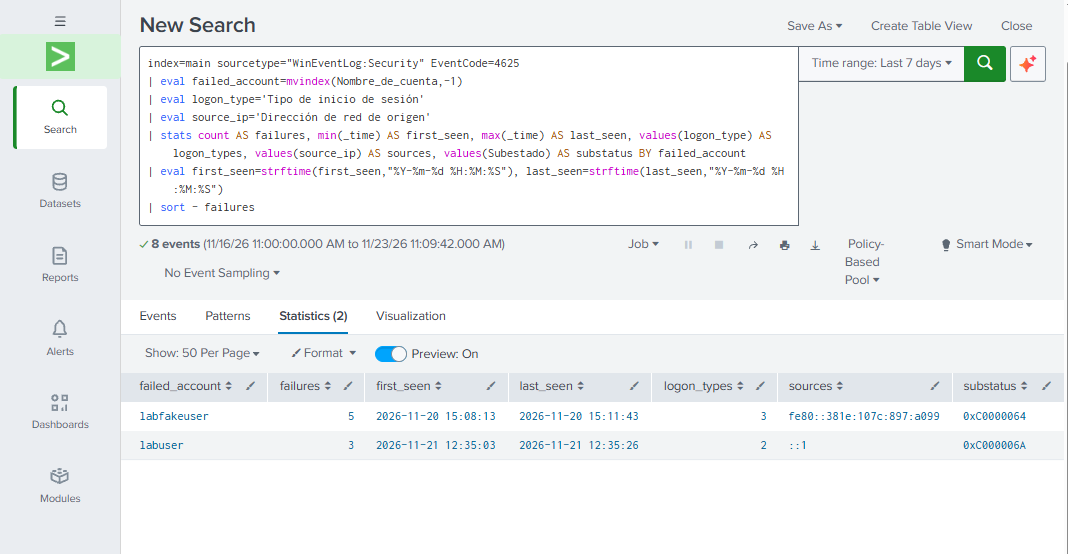 New Search
Save As
Create Table View
Close
index=main sourcetype="WinEventLog:Security" EventCode=4625
| eval failed_account=mvindex(Nombre_de_cuenta,-1)
| eval logon_type='Tipo de inicio de sesión'
| eval source_ip='Dirección de red de origen'
| stats count AS failures, min(_time) AS first_seen, max(_time) AS last_seen, values(logon_type) AS
logon_types, values(source_ip) AS sources, values(Subestado) AS substatus BY failed_account
| eval first_seen=strftime(first_seen,"%Y-%m-%d %H:%M:%S"), last_seen=strftime(last_seen,"%Y-%m-%d %H
:%M:%S")
| sort - failures
Time range: Last 7 days
Search
Datasets
Reports
Alerts
Dashboards
Modules
8 events (11/16/26 11:00:00.000 AM to 11/23/26 11:09:42.000 AM)
Job
Policy-
Based
Pool
Smart Mode
No Event Sampling
Events
Patterns
Statistics (2)
Visualization
Show: 50 Per Page
Format
Preview: On
failed_account failures first_seen last_seen logon_types sources substatus
labfakeuser 5 2026-11-20 15:08:13 2026-11-20 15:11:43 3 fe80::381e:107c:897:a099 0xC0000064
labuser 3 2026-11-21 12:35:03 2026-11-21 12:35:26 2 ::1 0xC000006A